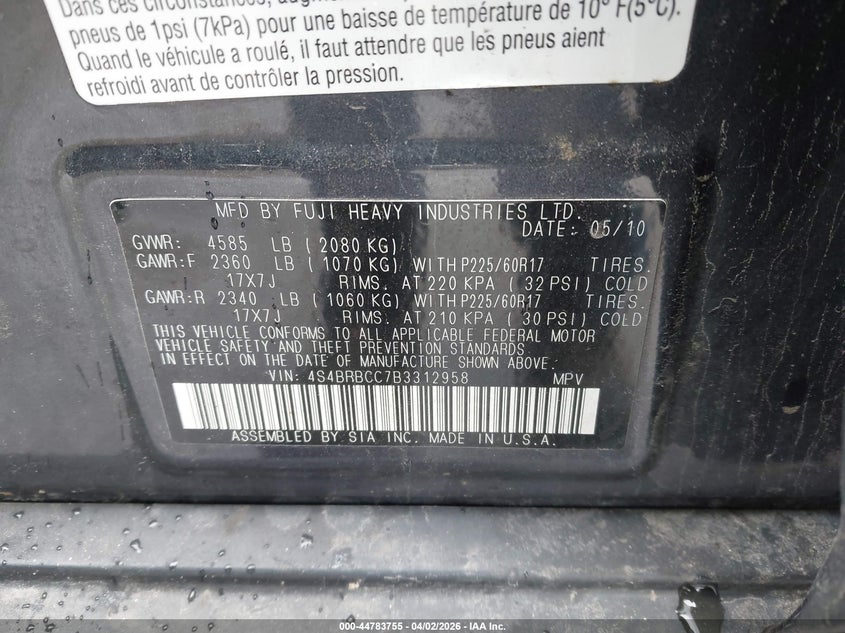 Dans ces circonstances,
pneus de 1psi (7kPa) pour une baisse de température de 10° F(5°C).
Quand le véhicule a roulé, il faut attendre que les pneus aient
refroidi avant de contrôler la pression.
MFD BY FUJI HEAVY INDUSTRIES LTD.
DATE: 05/10
GVWR: 4585 LB ( 2080 KG)
GAWR:F 2360 LB ( 1070 KG) WITH P225/60R17 TIRES.
17X7J RIMS. AT 220 KPA ( 32 PSI) COLD
GAWR:R 2340 LB ( 1060 KG) WITH P225/60R17 TIRES.
17X7J RIMS. AT 210 KPA ( 30 PSI) COLD
THIS VEHICLE CONFORMS TO ALL APPLICABLE FEDERAL MOTOR
VEHICLE SAFETY AND THEFT PREVENTION STANDARDS
IN EFFECT ON THE DATE OF MANUFACTURE SHOWN ABOVE.
VIN: 4S4BRBCC7B3312958 MPV
ASSEMBLED BY SIA INC. MADE IN U.S.A.
000-44783755 - 04/02/2026 - IAA Inc.